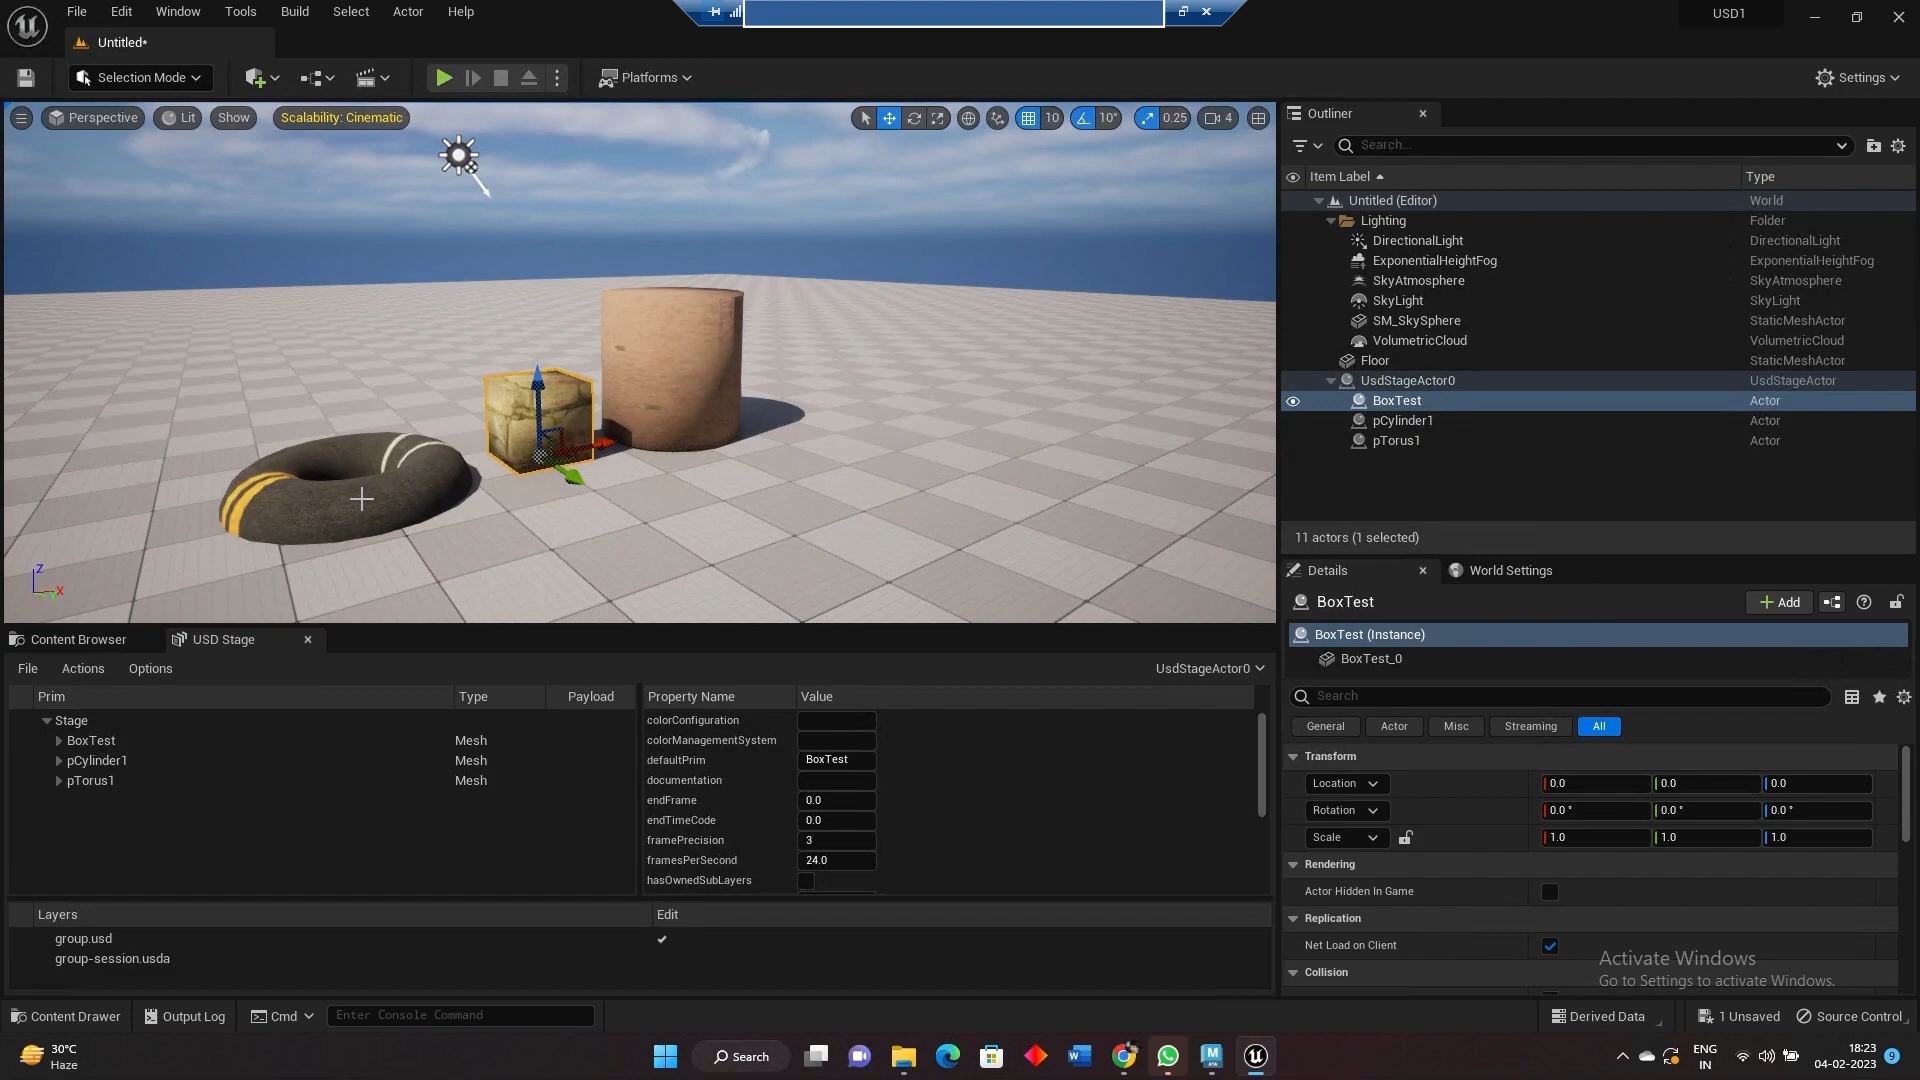 File Edit Window Tools Build Select Actor Help
USD1
Untitled*
Selection Mode
Platforms
Settings
Perspective Lit Show Scalability: Cinematic
10 10° 0.25 4
Z
X
Outliner
Search...
Item Label Type
Untitled (Editor) World
Lighting Folder
DirectionalLight DirectionalLight
ExponentialHeightFog ExponentialHeightFog
SkyAtmosphere SkyAtmosphere
SkyLight SkyLight
SM_SkySphere StaticMeshActor
VolumetricCloud VolumetricCloud
Floor StaticMeshActor
UsdStageActor0 UsdStageActor
BoxTest Actor
pCylinder1 Actor
pTorus1 Actor
11 actors (1 selected)
Details World Settings
BoxTest
Add
BoxTest (Instance)
BoxTest_0
Search
General Actor Misc Streaming All
Transform
Location 0.0 0.0 0.0
Rotation 0.0 ° 0.0 ° 0.0 °
Scale 1.0 1.0 1.0
Rendering
Actor Hidden In Game
Replication
Net Load on Client
Collision
Activate Windows
Go to Settings to activate Windows.
Content Browser USD Stage
File Actions Options
UsdStageActor0
Prim Type Payload
Stage
BoxTest Mesh
pCylinder1 Mesh
pTorus1 Mesh
Property Name Value
colorConfiguration
colorManagementSystem
defaultPrim BoxTest
documentation
endFrame 0.0
endTimeCode 0.0
framePrecision 3
framesPerSecond 24.0
hasOwnedSubLayers
Layers Edit
group.usd
group-session.usda
Content Drawer Output Log Cmd Enter Console Command
Derived Data 1 Unsaved Source Control
30°C
Haze
Search
ENG
IN
18:23
04-02-2023
9